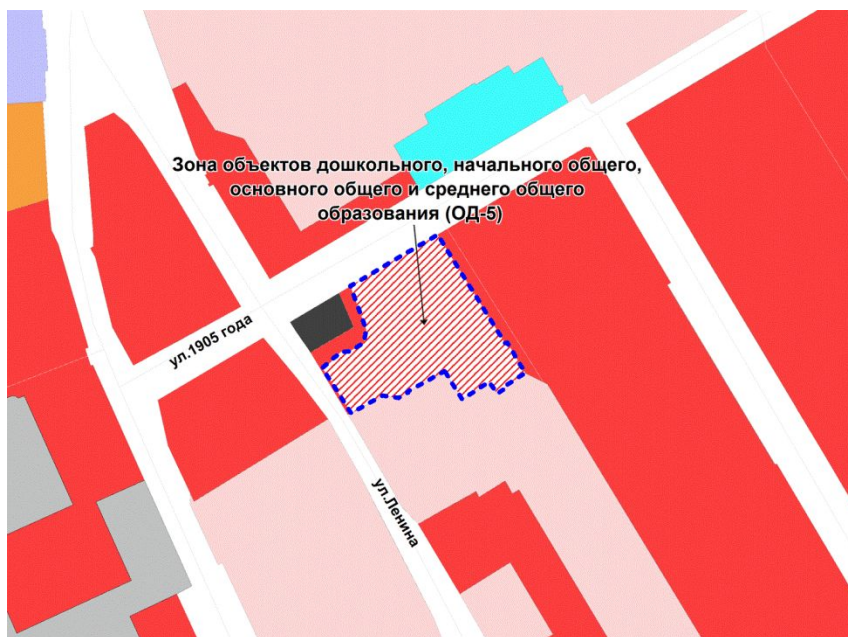 Зона объектов дошкольного, начального общего,
основного общего и среднего общего
образования (ОД-5)
ул.1905 года
ул.Ленина